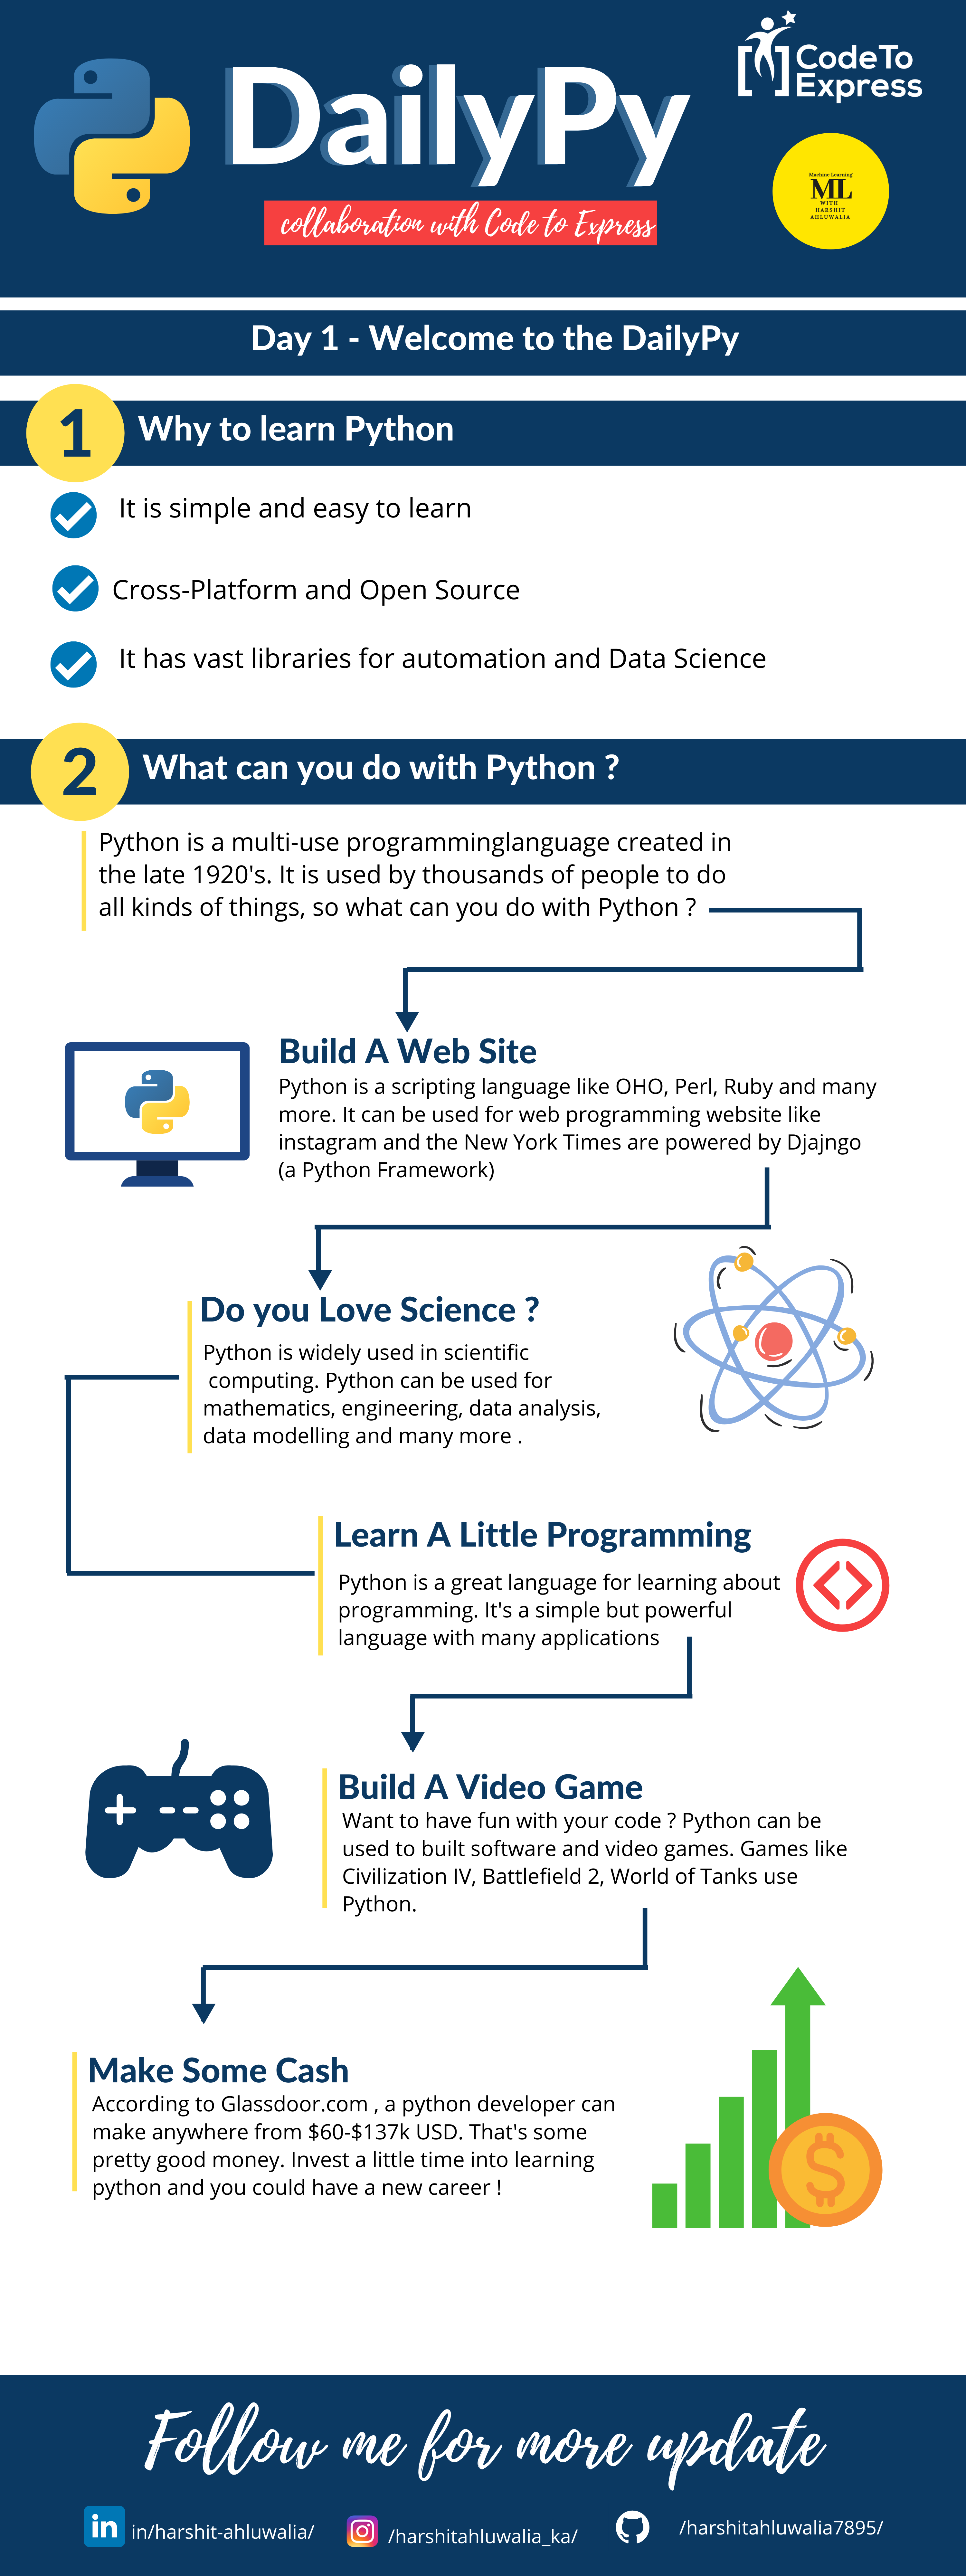 DailyPy
collaboration with Code to Express
CodeTo
Express
Machine Learning
ML
WITH
HARSHIT
AHLUWALIA
Day 1 - Welcome to the DailyPy
1
Why to learn Python
It is simple and easy to learn
Cross-Platform and Open Source
It has vast libraries for automation and Data Science
2
What can you do with Python ?
Python is a multi-use programminglanguage created in
the late 1920's. It is used by thousands of people to do
all kinds of things, so what can you do with Python ?
Build A Web Site
Python is a scripting language like OHO, Perl, Ruby and many
more. It can be used for web programming website like
instagram and the New York Times are powered by Djajngo
(a Python Framework)
Do you Love Science ?
Python is widely used in scientific
computing. Python can be used for
mathematics, engineering, data analysis,
data modelling and many more .
Learn A Little Programming
Python is a great language for learning about
programming. It's a simple but powerful
language with many applications
Build A Video Game
Want to have fun with your code ? Python can be
used to built software and video games. Games like
Civilization IV, Battlefield 2, World of Tanks use
Python.
Make Some Cash
According to Glassdoor.com , a python developer can
make anywhere from $60-$137k USD. That's some
pretty good money. Invest a little time into learning
python and you could have a new career !
$
Follow me for more update
in in/harshit-ahluwalia/
/harshitahluwalia_ka/
/harshitahluwalia7895/